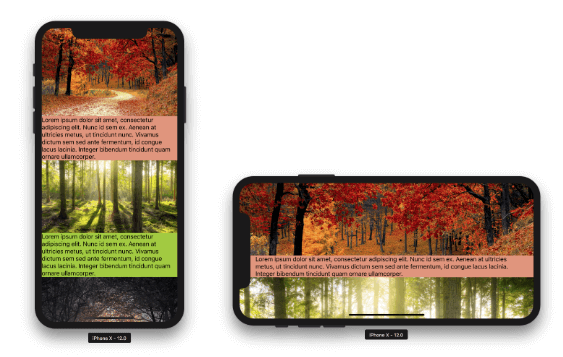 Lorem ipsum dolor sit amet, consectetur
adipiscing elit. Nunc id sem ex. Aenean at
ultricies metus, ut tincidunt nunc. Vivamus
dictum sem sed ante fermentum, id congue
lacus lacinia. Integer bibendum tincidunt quam
ornare ullamcorper.
Lorem ipsum dolor sit amet, consectetur
adipiscing elit. Nunc id sem ex. Aenean at
ultricies metus, ut tincidunt nunc. Vivamus
dictum sem sed ante fermentum, id congue
lacus lacinia. Integer bibendum tincidunt quam
ornare ullamcorper.
iPhone X - 12.0
Lorem ipsum dolor sit amet, consectetur adipiscing elit. Nunc id sem ex. Aenean at ultricies
metus, ut tincidunt nunc. Vivamus dictum sem sed ante fermentum, id congue lacus lacinia.
Integer bibendum tincidunt quam ornare ullamcorper.
iPhone X - 12.0